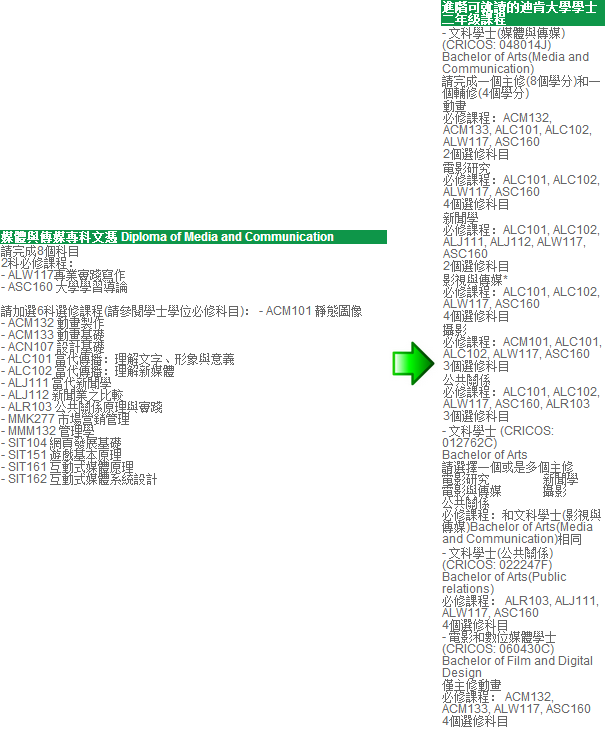 媒體與傳媒專科文憑 Diploma of Media and Communication
請完成8個科目
2科必修課程：
- ALW117專業實踐寫作
- ASC160 大學學習導論
請加選6科選修課程(請參閱學士學位必修科目)： - ACM101 靜態圖像
- ACM132 動畫製作
- ACM133 動畫基礎
- ACN107 設計基礎
- ALC101 當代傳播：理解文字、形象與意義
- ALC102 當代傳播：理解新媒體
- ALJ111 當代新聞學
- ALJ112 新聞業之比較
- ALR103 公共關係原理與實踐
- MMK277 市場營銷管理
- MMM132 管理學
- SIT104 網頁發展基礎
- SIT151 遊戲基本原理
- SIT161 互動式媒體原理
- SIT162 互動式媒體系統設計
進階可就讀的迪肯大學學士
二年級課程
- 文科學士(媒體與傳媒)
(CRICOS: 048014J)
Bachelor of Arts(Media and
Communication)
請完成一個主修(8個學分)和一
個輔修(4個學分)
動畫
必修課程：ACM132,
ACM133, ALC101, ALC102,
ALW117, ASC160
2個選修科目
電影研究
必修課程：ALC101, ALC102,
ALW117, ASC160
4個選修科目
新聞學
必修課程：ALC101, ALC102,
ALJ111, ALJ112, ALW117,
ASC160
2個選修科目
影視與傳媒*
必修課程：ALC101, ALC102,
ALW117, ASC160
4個選修科目
攝影
必修課程：ACM101, ALC101,
ALC102, ALW117, ASC160
3個選修科目
公共關係
必修課程：ALC101, ALC102,
ALW117, ASC160, ALR103
3個選修科目
- 文科學士 (CRICOS:
012762C)
Bachelor of Arts
請選擇一個或是多個主修
電影研究 新聞學
電影與傳媒 攝影
公共關係
必修課程：和文科學士(影視與
傳媒)Bachelor of Arts(Media
and Communication)相同
- 文科學士(公共關係)
(CRICOS: 022247F)
Bachelor of Arts(Public
relations)
必修課程： ALR103, ALJ111,
ALW117, ASC160
4個選修科目
- 電影和數位媒體學士
(CRICOS: 060430C)
Bachelor of Film and Digital
Design
僅主修動畫
必修課程： ACM132,
ACM133, ALW117, ASC160
4個選修科目